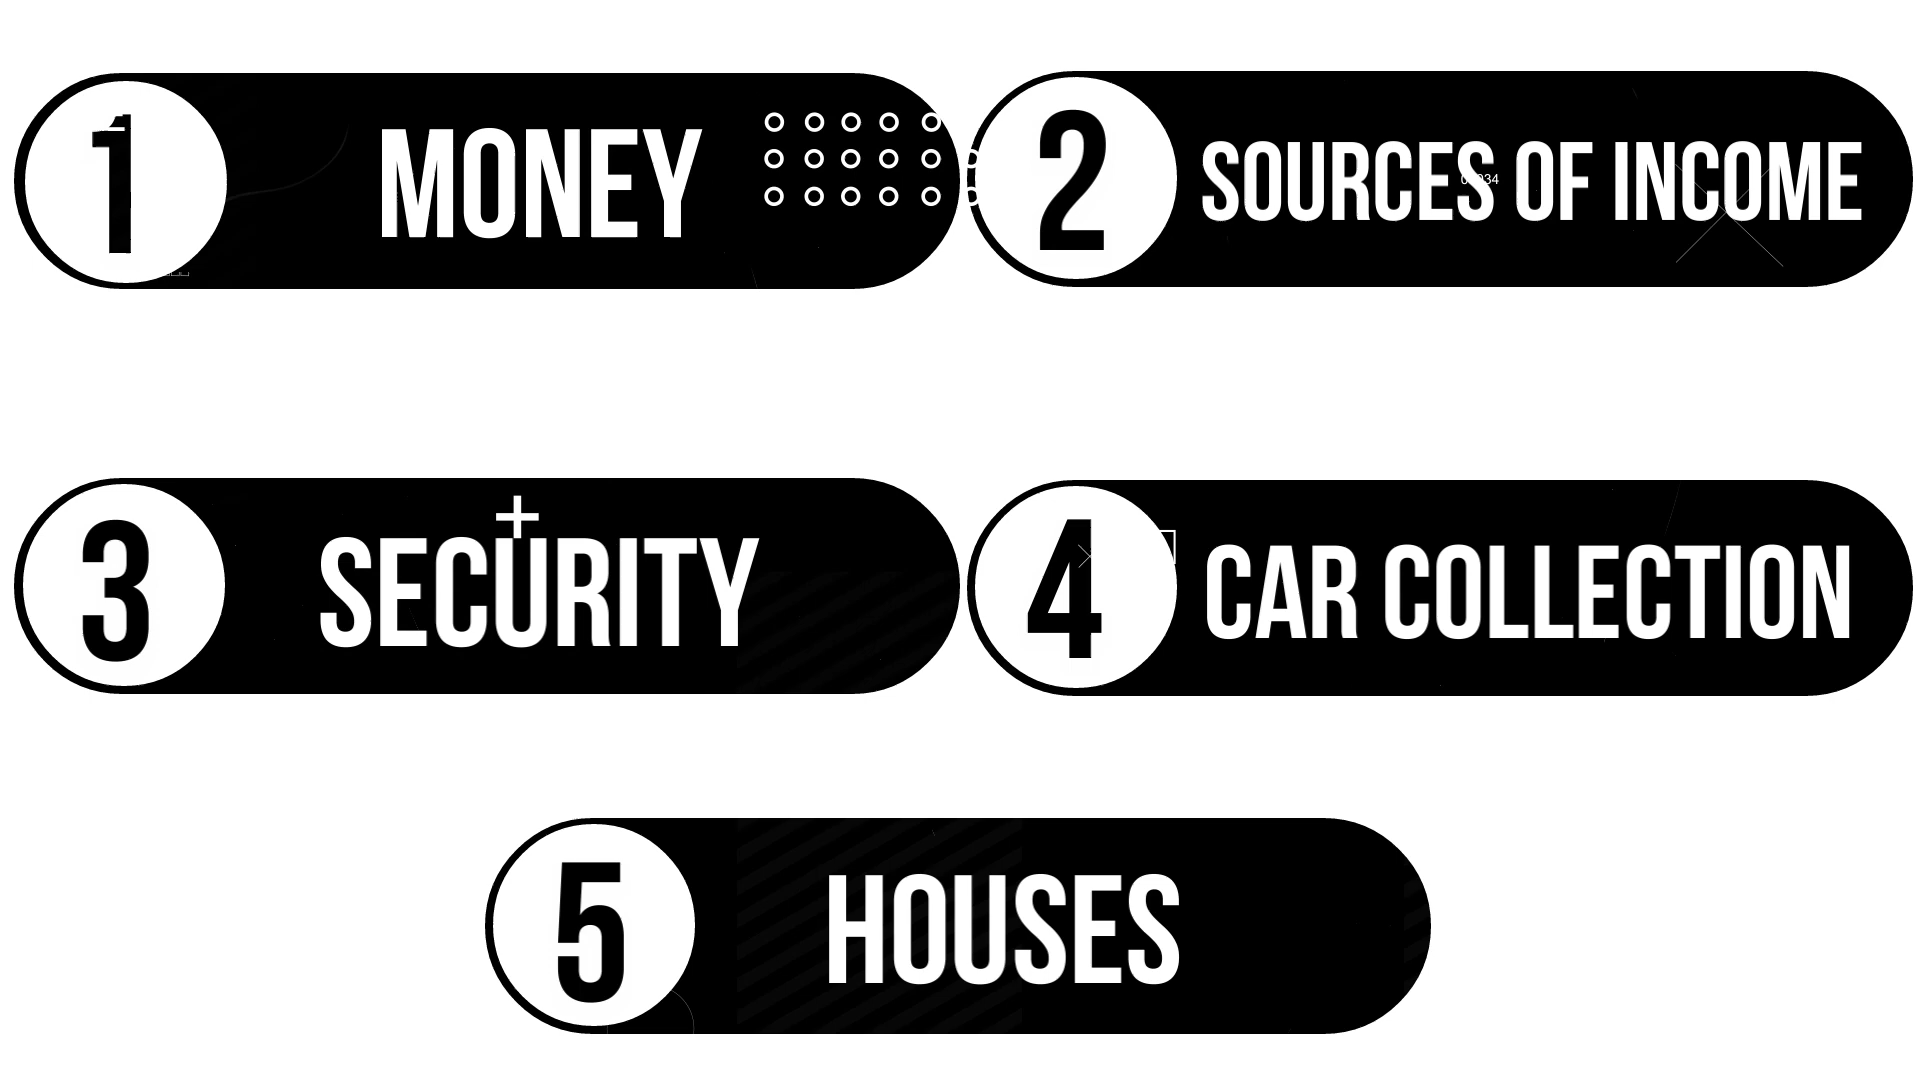 1
MONEY
2
SOURCES OF INCOME
3
SECURITY
4
CAR COLLECTION
5
HOUSES